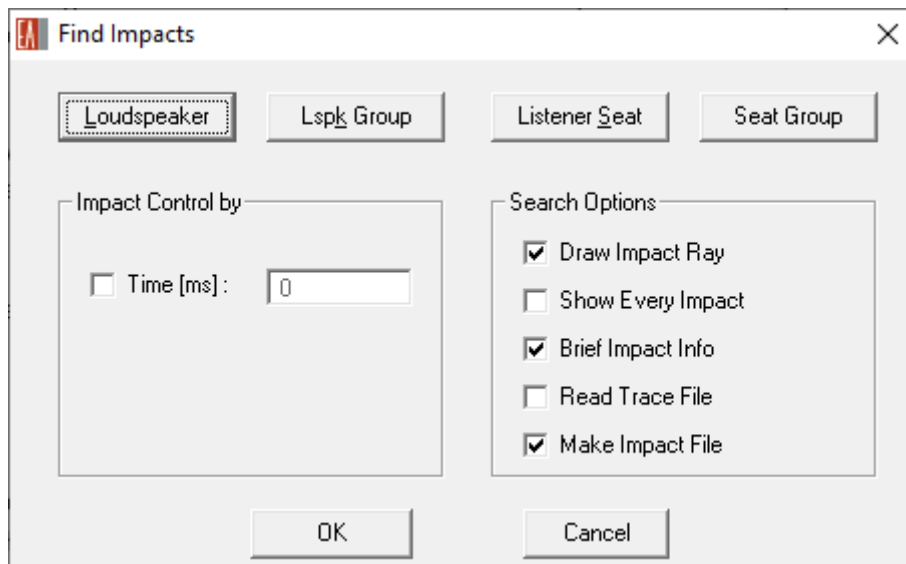 EA Find Impacts
Loudspeaker Lspk Group Listener Seat Seat Group
Impact Control by Search Options
Draw Impact Ray
Time [ms] : 0
Show Every Impact
Brief Impact Info
Read Trace File
Make Impact File
OK Cancel